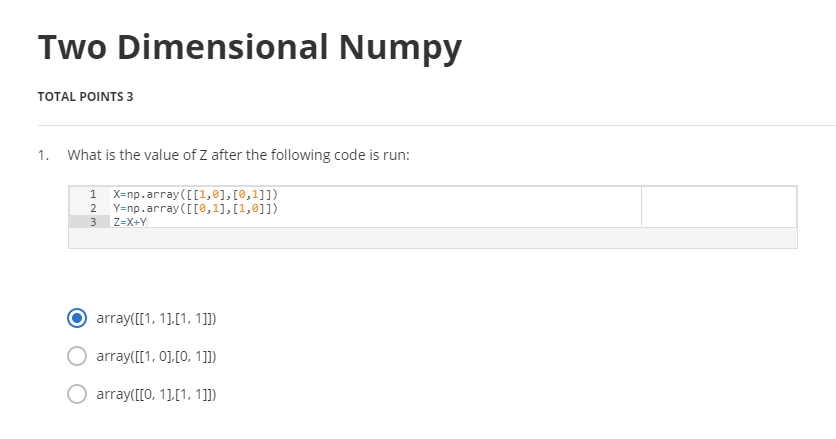 Two Dimensional Numpy
TOTAL POINTS 3
1. What is the value of Z after the following code is run:
1 X=np.array([[1,0],[0,1]])
2 Y=np.array([[0,1],[1,0]])
3 Z=X+Y
array([[1, 1],[1, 1]])
array([[1, 0],[0, 1]])
array([[0, 1],[1, 1]])